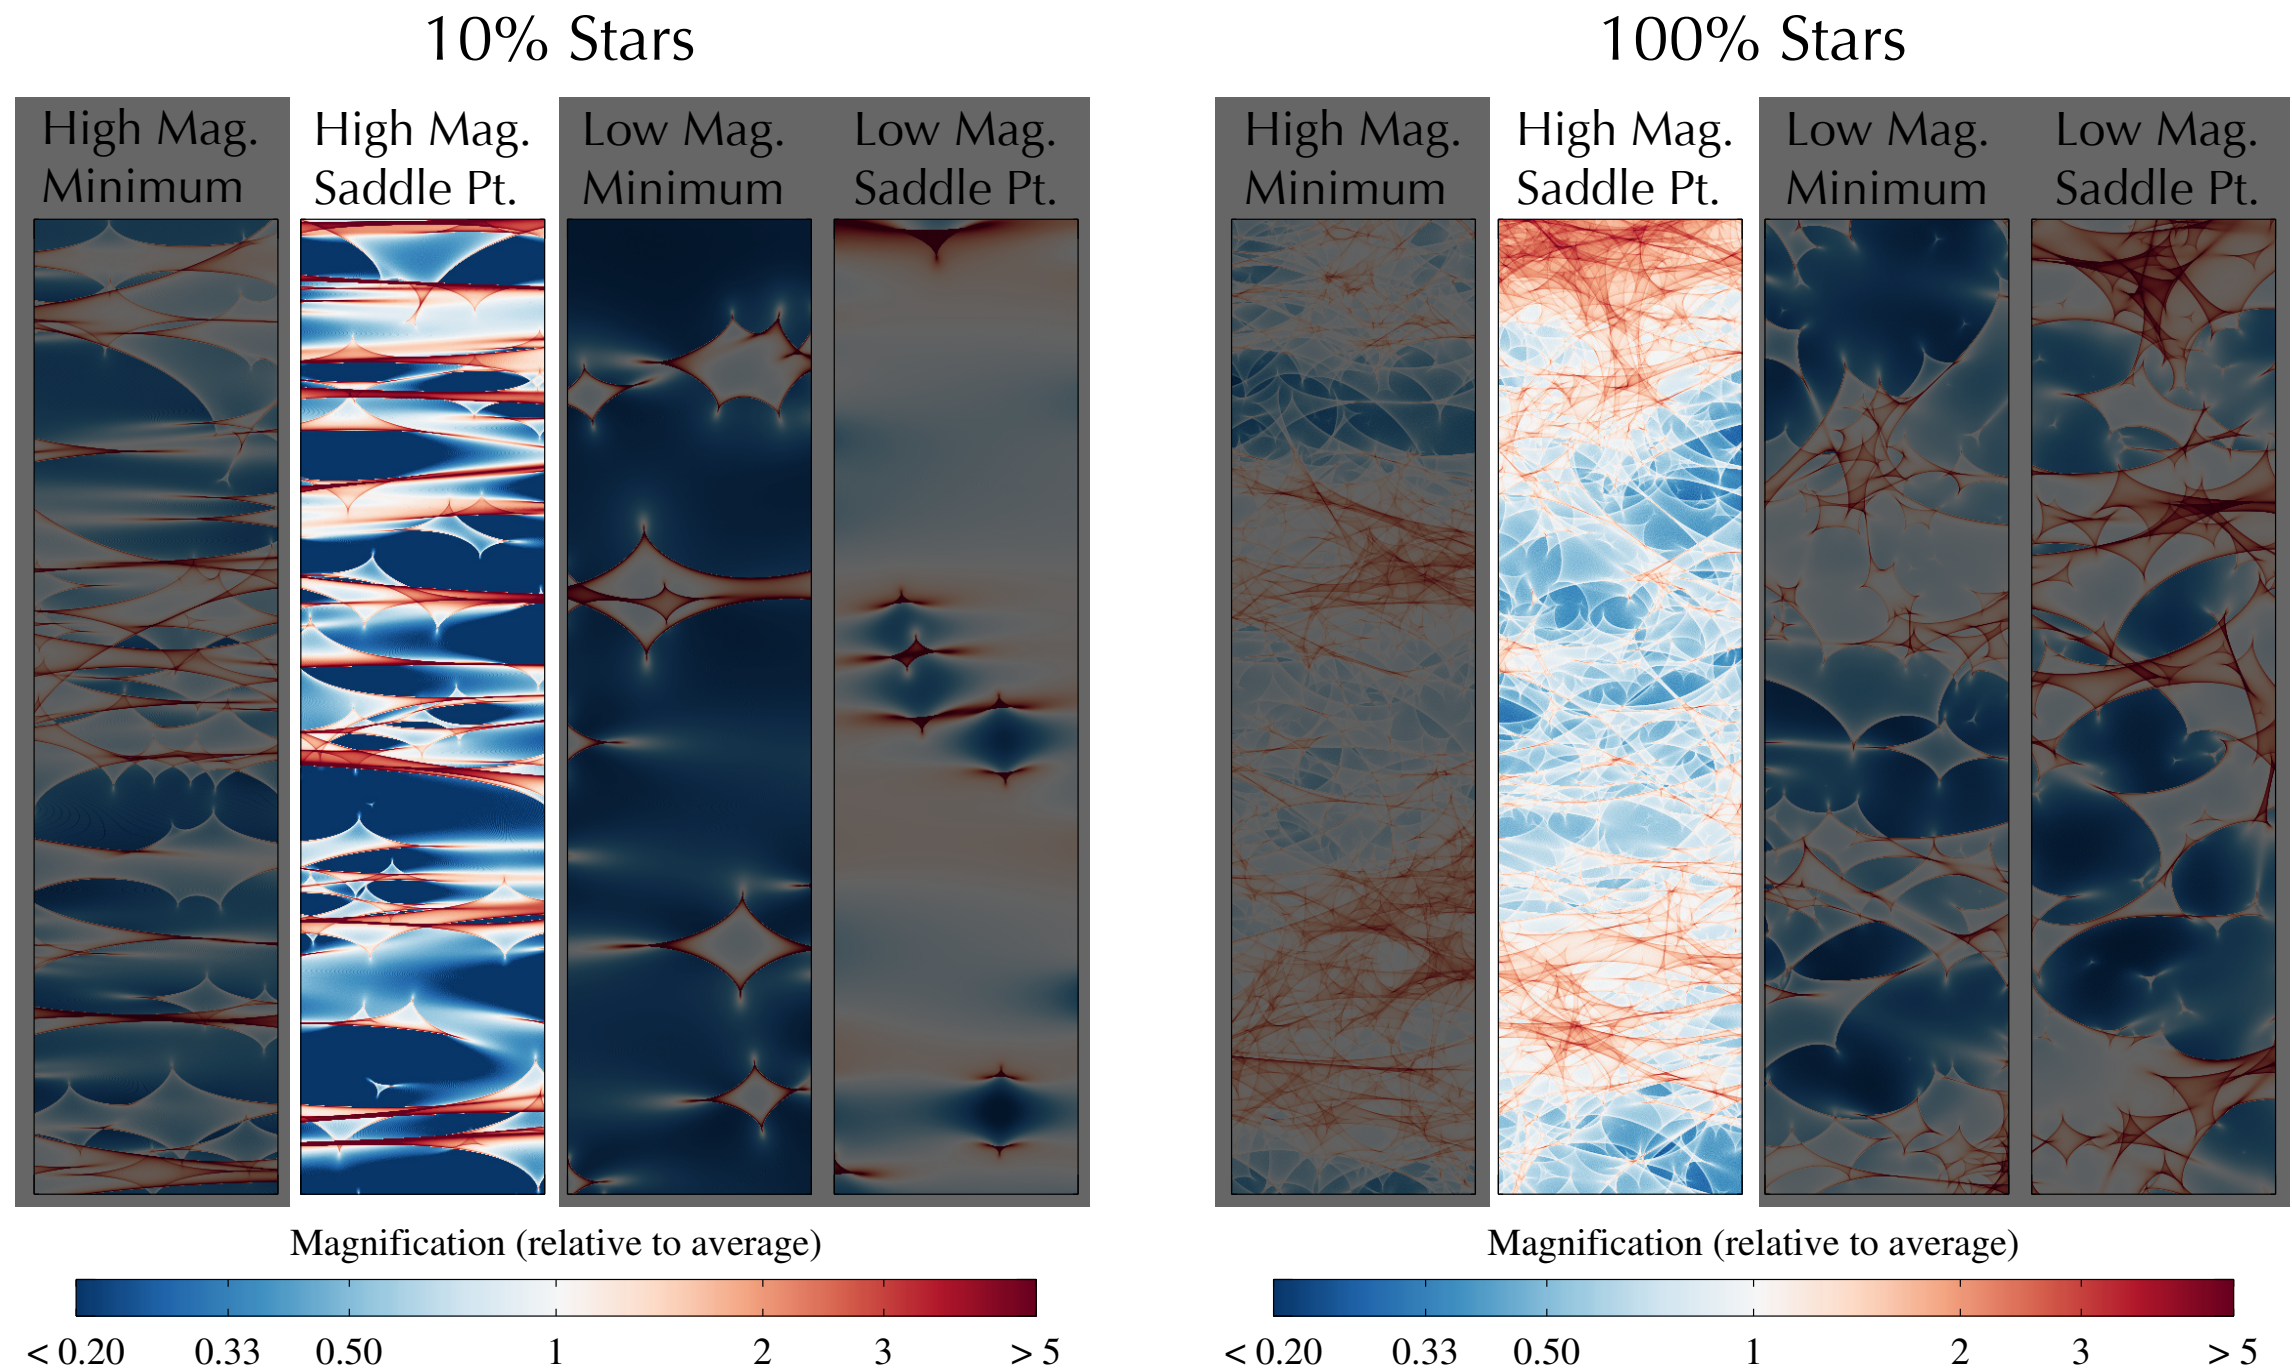 10% Stars
High Mag.
Minimum
High Mag.
Saddle Pt.
Low Mag.
Minimum
Low Mag.
Saddle Pt.
Magnification (relative to average)
< 0.20 0.33 0.50 1 2 3 > 5
100% Stars
High Mag.
Minimum
High Mag.
Saddle Pt.
Low Mag.
Minimum
Low Mag.
Saddle Pt.
Magnification (relative to average)
< 0.20 0.33 0.50 1 2 3 > 5